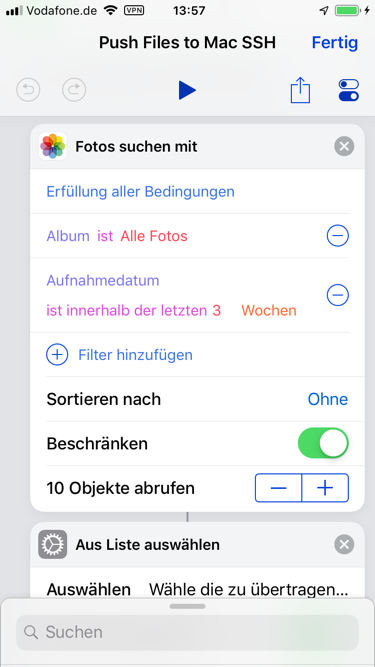 Vodafone.de VPN 13:57
Push Files to Mac SSH Fertig
Fotos suchen mit
Erfüllung aller Bedingungen
Album ist Alle Fotos
Aufnahmedatum
ist innerhalb der letzten 3 Wochen
Filter hinzufügen
Sortieren nach Ohne
Beschränken
10 Objekte abrufen
Aus Liste auswählen
Auswählen Wähle die zu übertragen...
Suchen